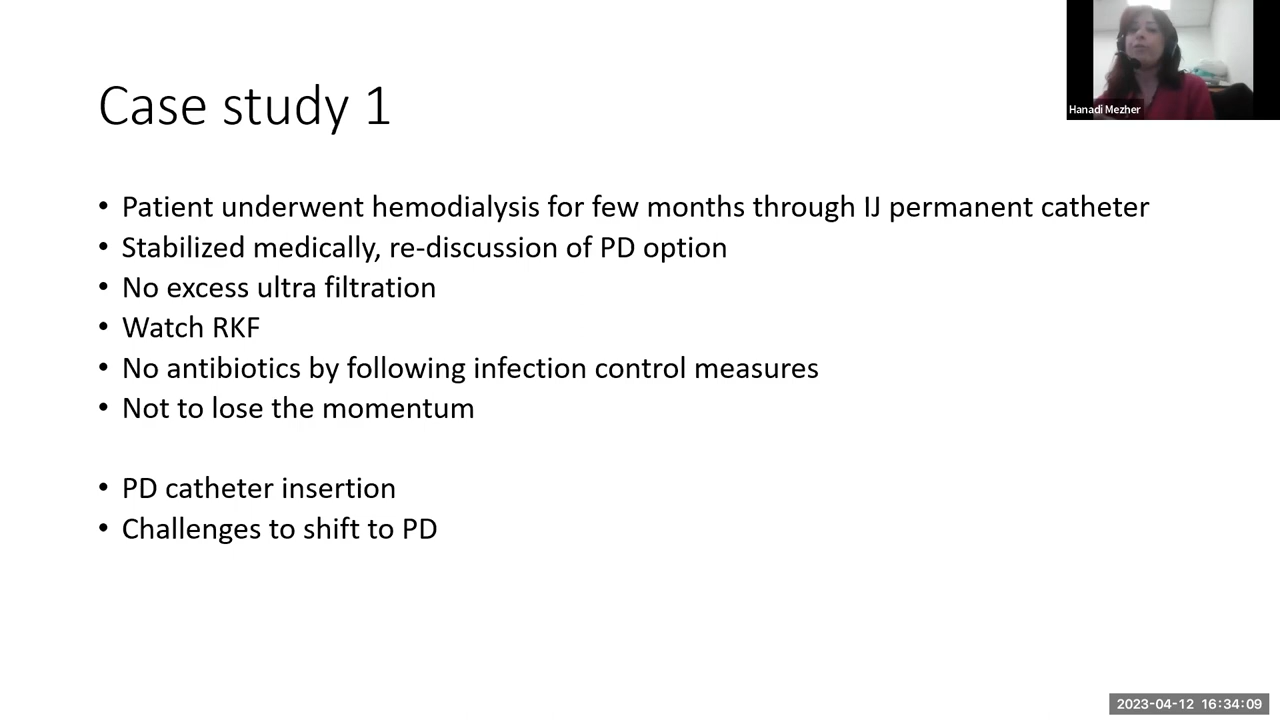 Hanadi Mezher
Case study 1
• Patient underwent hemodialysis for few months through IJ permanent catheter
• Stabilized medically, re-discussion of PD option
• No excess ultra filtration
• Watch RKF
• No antibiotics by following infection control measures
• Not to lose the momentum
• PD catheter insertion
• Challenges to shift to PD
2023-04-12 16:34:09